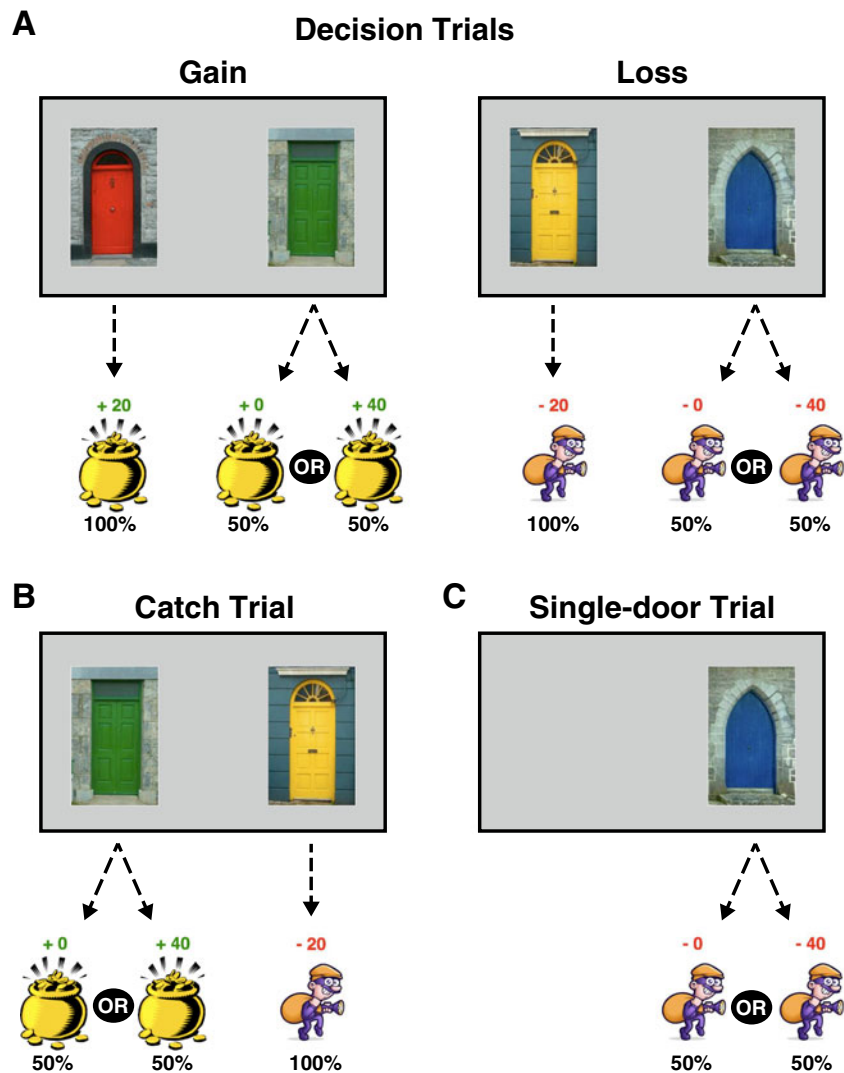 A
Decision Trials
Gain
Loss
+ 20
+ 0
+ 40
- 20
- 0
- 40
OR
OR
100%
50%
50%
100%
50%
50%
B
Catch Trial
C
Single-door Trial
+ 0
+ 40
- 20
- 0
- 40
OR
OR
50%
50%
100%
50%
50%